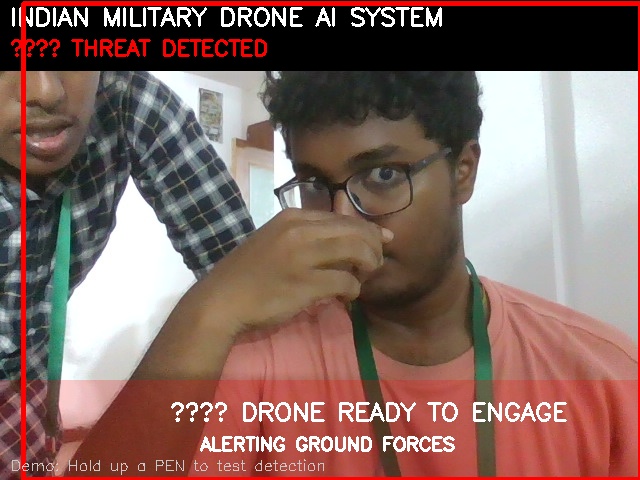 INDIAN MILITARY DRONE AI SYSTEM
???? THREAT DETECTED
???? DRONE READY TO ENGAGE
ALERTING GROUND FORCES
Demo: Hold up a PEN to test detection